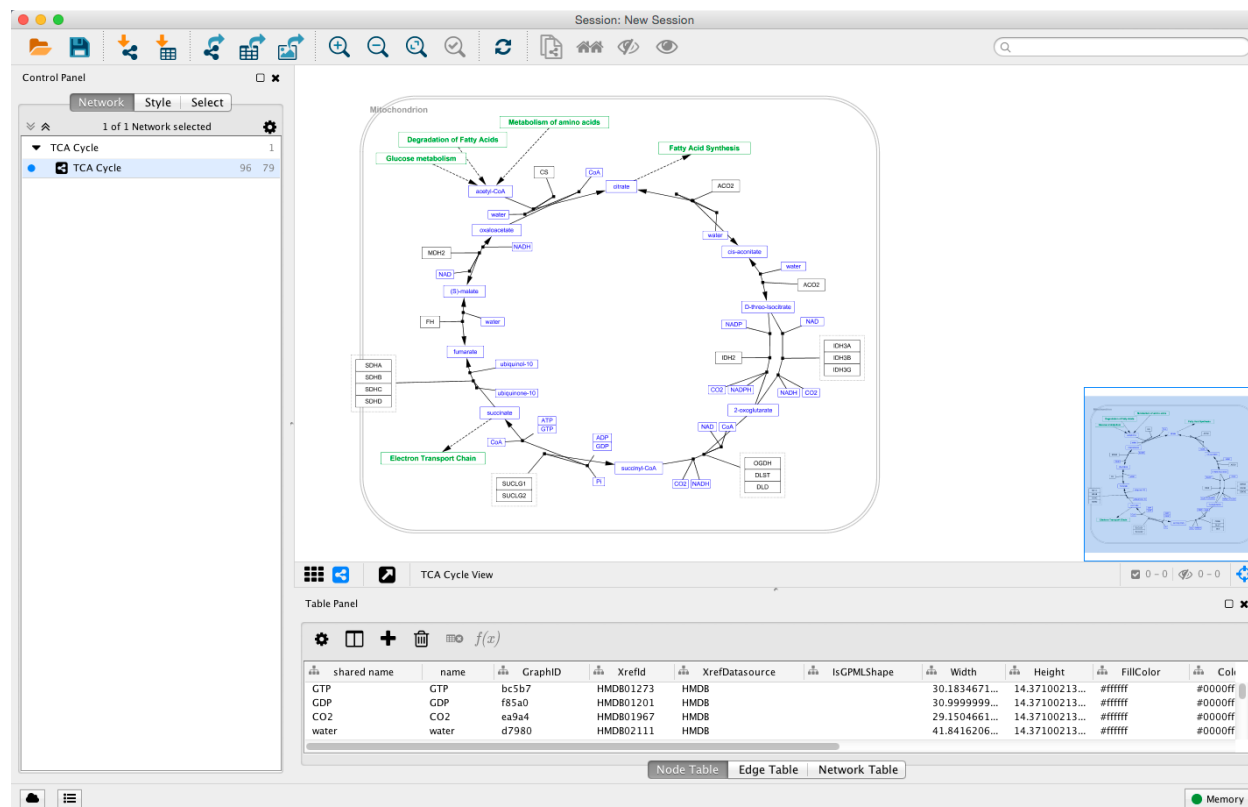 Session: New Session
Control Panel
Network Style Select
1 of 1 Network selected
TCA Cycle 1
TCA Cycle 96 79
Mitochondrion
Metabolism of amino acids
Degradation of Fatty Acids
Glucose metabolism
Fatty Acid Synthesis
CS
CoA
citrate
ACO2
acetyl-CoA
water
oxaloacetate
water
NADH
MDH2
cis-aconitate
NAD
water
ACO2
(S)-malate
D-threo-Isocitrate
FH
water
NADP
NAD
fumarate
IDH2
IDH3A
IDH3B
IDH3G
SDHA
SDHB
SDHC
SDHD
ubiquinol-10
ubiquinone-10
CO2 NADPH
NADH CO2
succinate
2-oxoglutarate
ATP
GTP
NAD CoA
CoA
ADP
GDP
Electron Transport Chain
succinyl-CoA
OGDH
DLST
DLD
SUCLG1
SUCLG2
Pi
CO2 NADH
TCA Cycle View
0 - 0 0 - 0
Table Panel
f(x)
shared name name GraphID XrefId XrefDatasource IsGPMLShape Width Height FillColor Col
GTP GTP bc5b7 HMDB01273 HMDB 30.1834671... 14.37100213... #ffffff #0000ff
GDP GDP f85a0 HMDB01201 HMDB 30.9999999... 14.37100213... #ffffff #0000ff
CO2 CO2 ea9a4 HMDB01967 HMDB 29.1504661... 14.37100213... #ffffff #0000ff
water water d7980 HMDB02111 HMDB 41.8416206... 14.37100213... #ffffff #0000ff
Node Table Edge Table Network Table
Memory